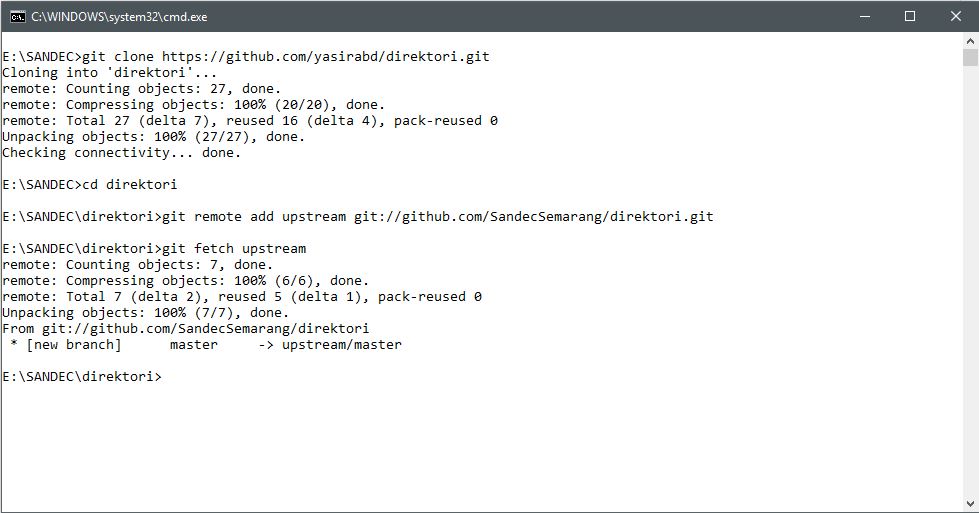 C:\WINDOWS\system32\cmd.exe
E:\SANDEC>git clone https://github.com/yasirabd/direktori.git
Cloning into 'direktori'...
remote: Counting objects: 27, done.
remote: Compressing objects: 100% (20/20), done.
remote: Total 27 (delta 7), reused 16 (delta 4), pack-reused 0
Unpacking objects: 100% (27/27), done.
Checking connectivity... done.
E:\SANDEC>cd direktori
E:\SANDEC\direktori>git remote add upstream git://github.com/SandecSemarang/direktori.git
E:\SANDEC\direktori>git fetch upstream
remote: Counting objects: 7, done.
remote: Compressing objects: 100% (6/6), done.
remote: Total 7 (delta 2), reused 5 (delta 1), pack-reused 0
Unpacking objects: 100% (7/7), done.
From git://github.com/SandecSemarang/direktori
 * [new branch]      master     -> upstream/master
E:\SANDEC\direktori>